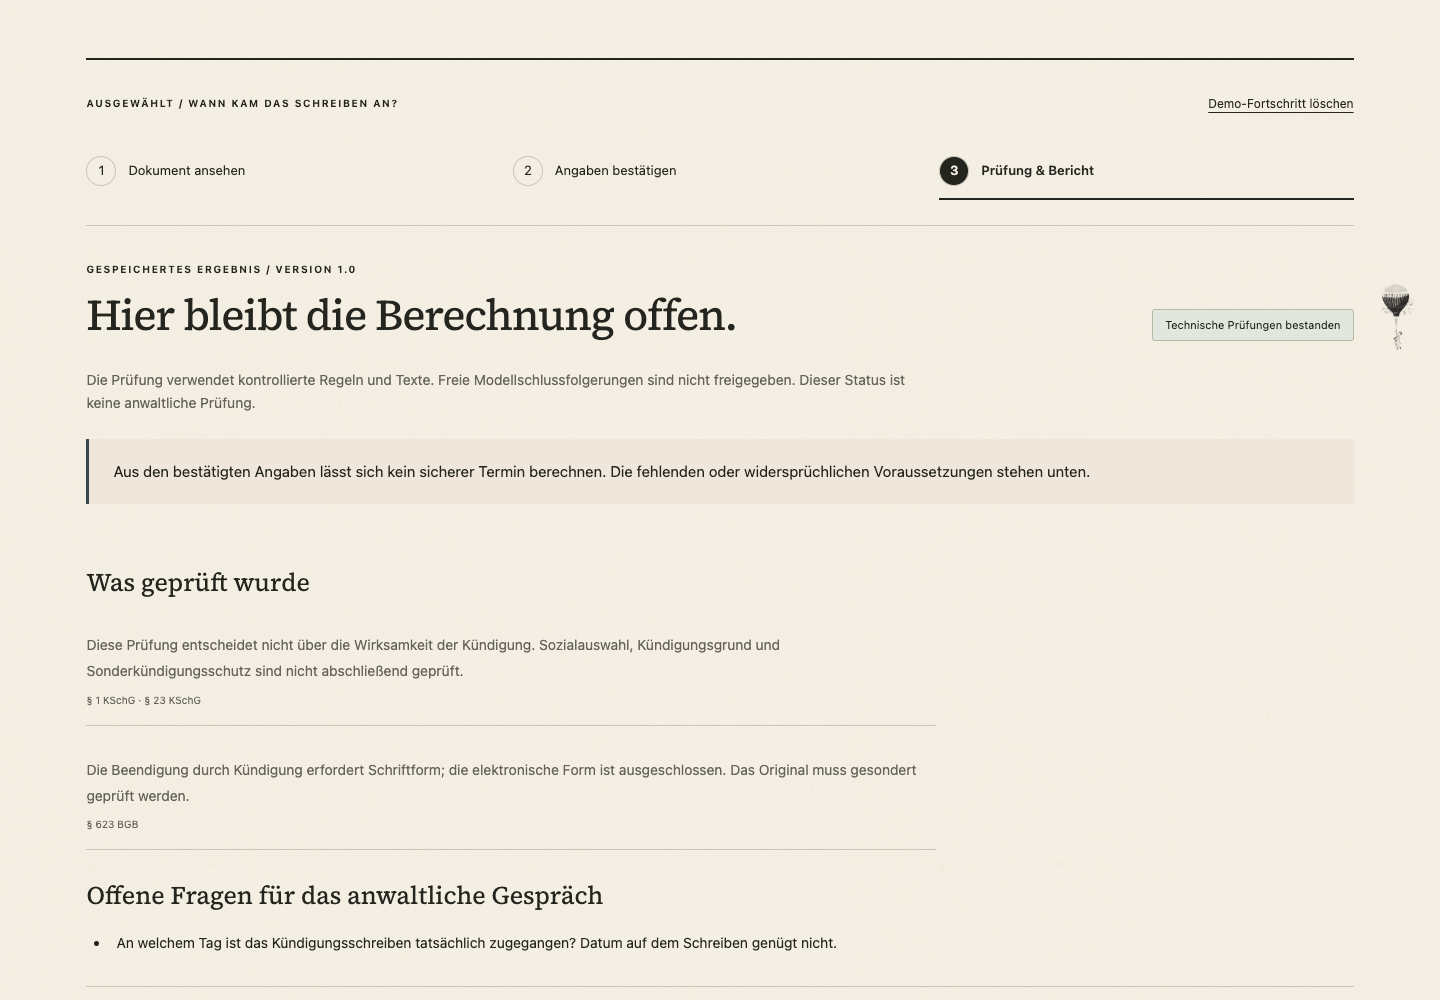 AUSGEWÄHLT / WANN KAM DAS SCHREIBEN AN?
Demo-Fortschritt löschen
1 Dokument ansehen
2 Angaben bestätigen
3 Prüfung & Bericht
GESPEICHERTES ERGEBNIS / VERSION 1.0
Hier bleibt die Berechnung offen.
Technische Prüfungen bestanden
Die Prüfung verwendet kontrollierte Regeln und Texte. Freie Modellschlussfolgerungen sind nicht freigegeben. Dieser Status ist
keine anwaltliche Prüfung.
Aus den bestätigten Angaben lässt sich kein sicherer Termin berechnen. Die fehlenden oder widersprüchlichen Voraussetzungen stehen unten.
Was geprüft wurde
Diese Prüfung entscheidet nicht über die Wirksamkeit der Kündigung. Sozialauswahl, Kündigungsgrund und
Sonderkündigungsschutz sind nicht abschließend geprüft.
§ 1 KSchG · § 23 KSchG
Die Beendigung durch Kündigung erfordert Schriftform; die elektronische Form ist ausgeschlossen. Das Original muss gesondert
geprüft werden.
§ 623 BGB
Offene Fragen für das anwaltliche Gespräch
• An welchem Tag ist das Kündigungsschreiben tatsächlich zugegangen? Datum auf dem Schreiben genügt nicht.